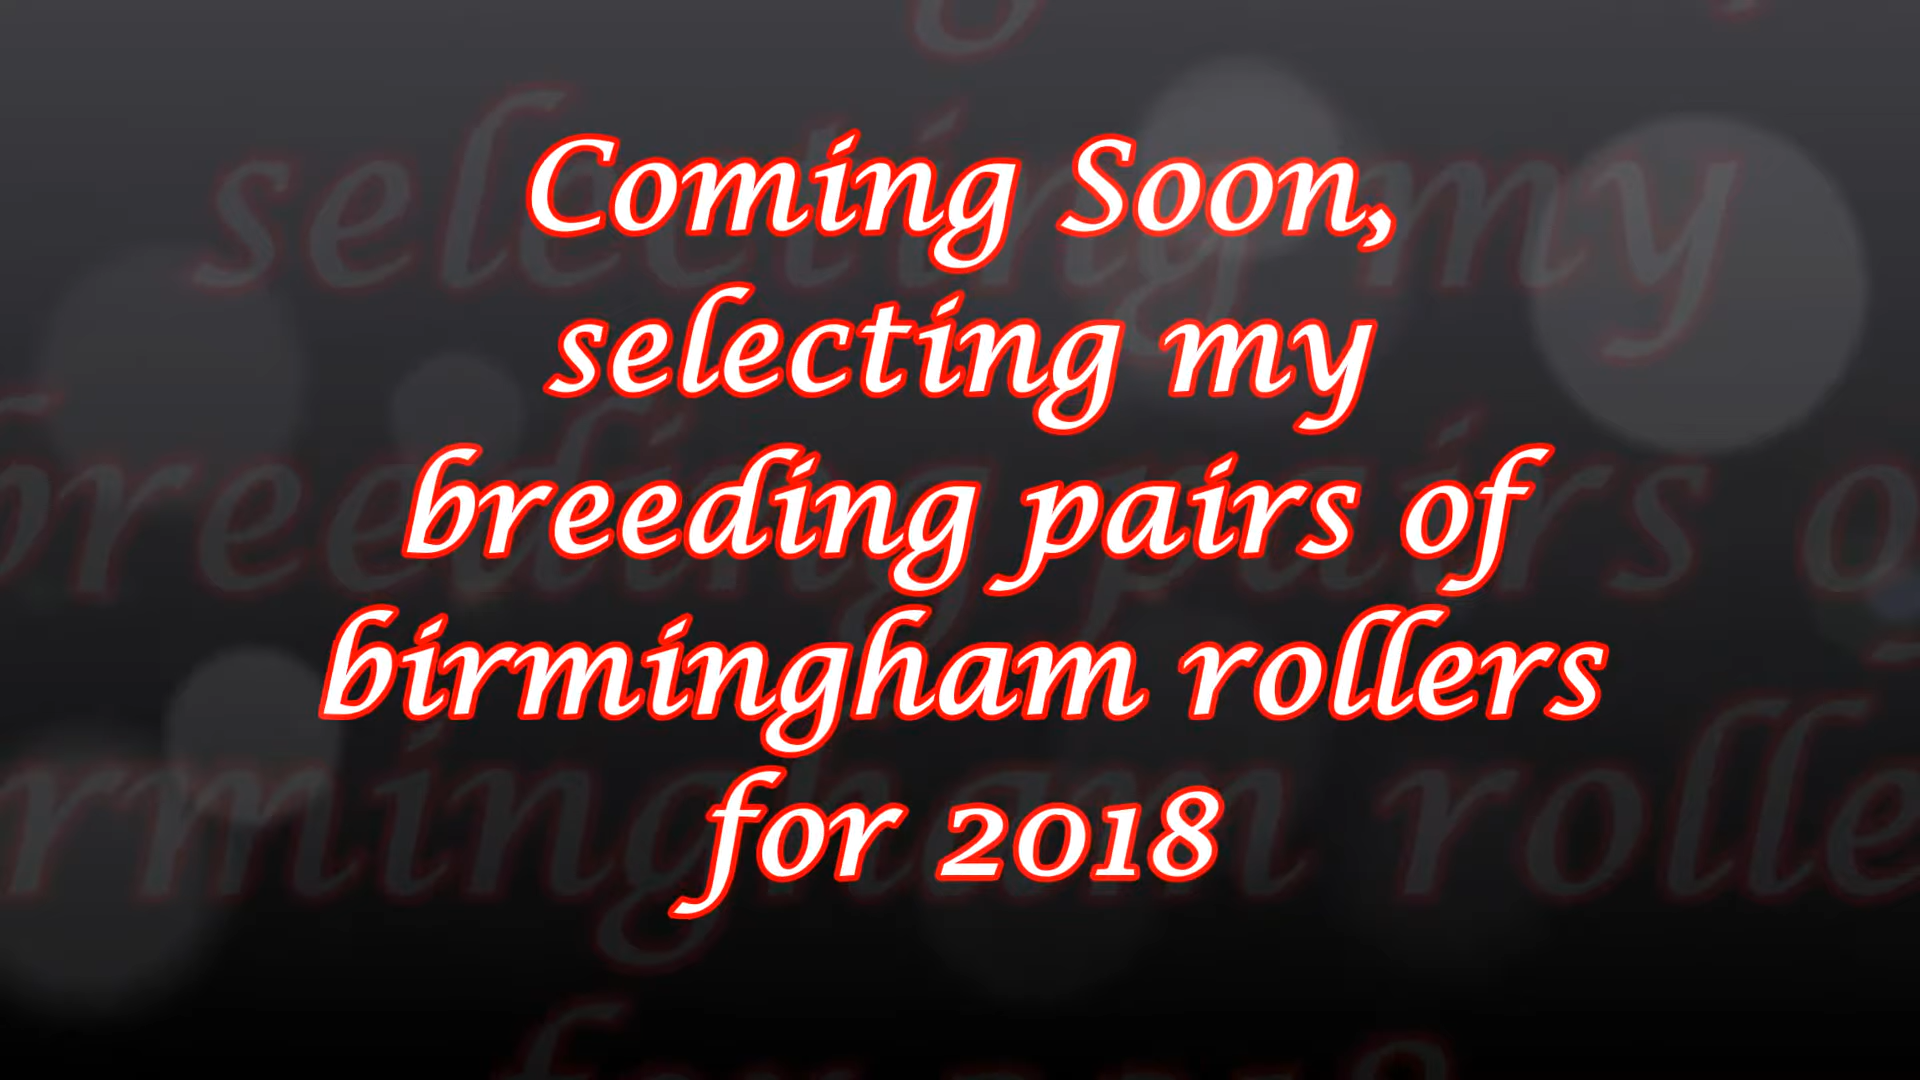 Coming Soon,
selecting my
breeding pairs of
birmingham rollers
for 2018